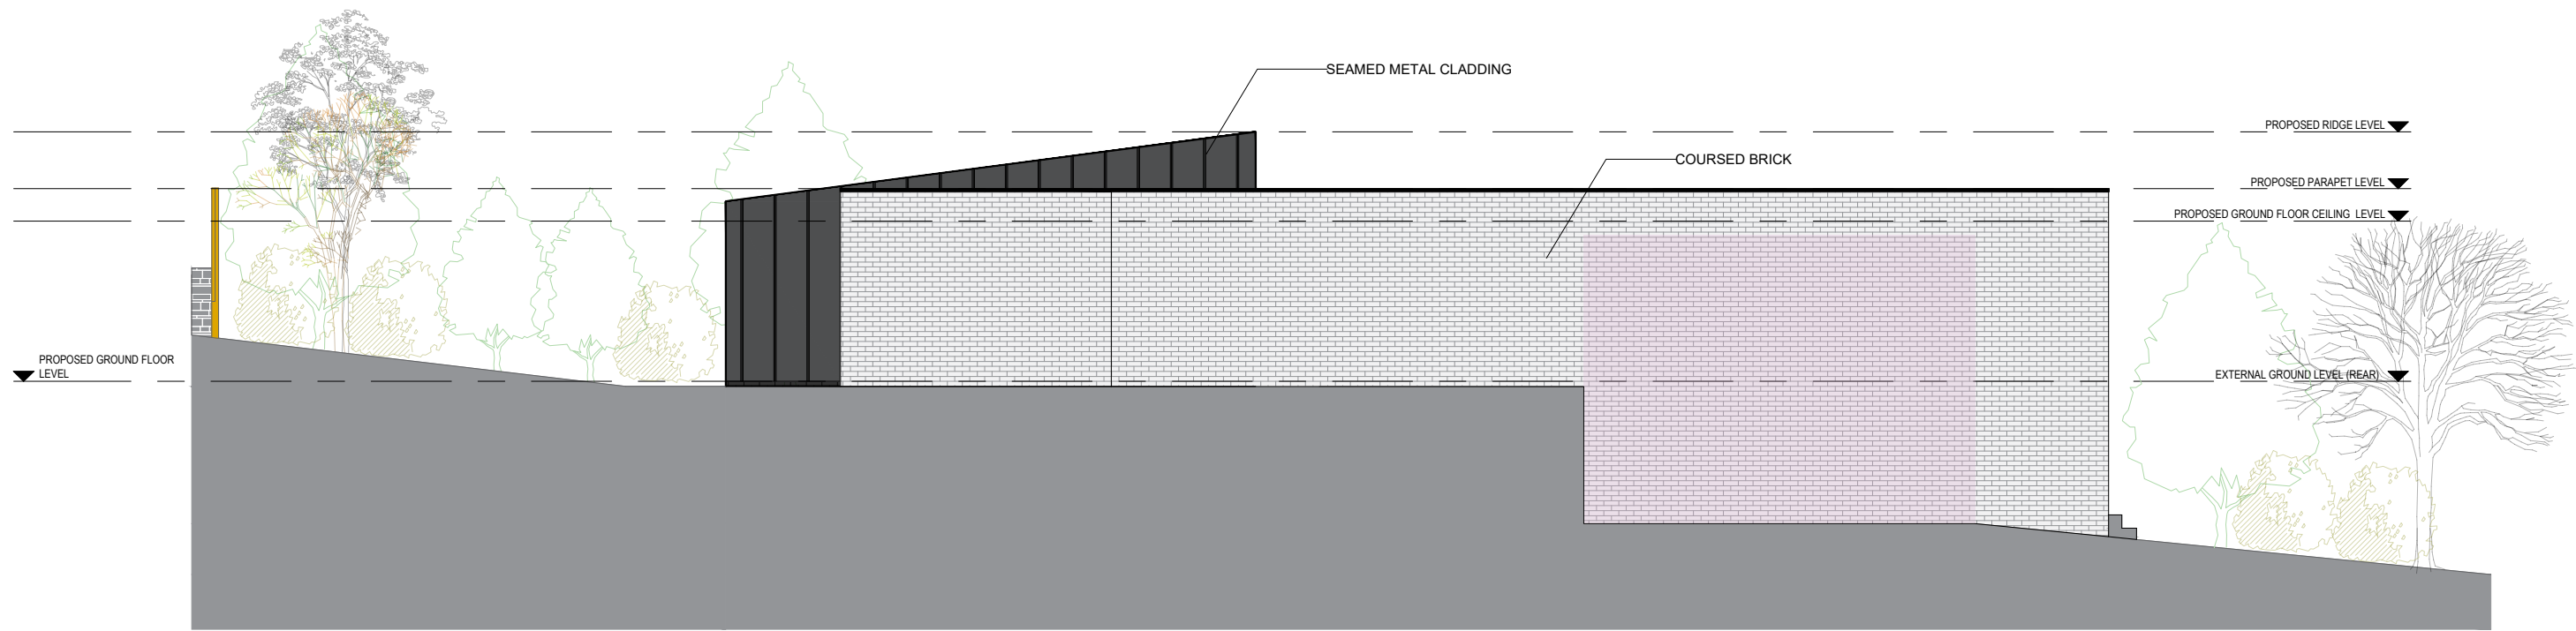 SEAMED METAL CLADDING
PROPOSED RIDGE LEVEL
COURSED BRICK
PROPOSED PARAPET LEVEL
PROPOSED GROUND FLOOR CEILING LEVEL
PROPOSED GROUND FLOOR
LEVEL
EXTERNAL GROUND LEVEL (REAR)